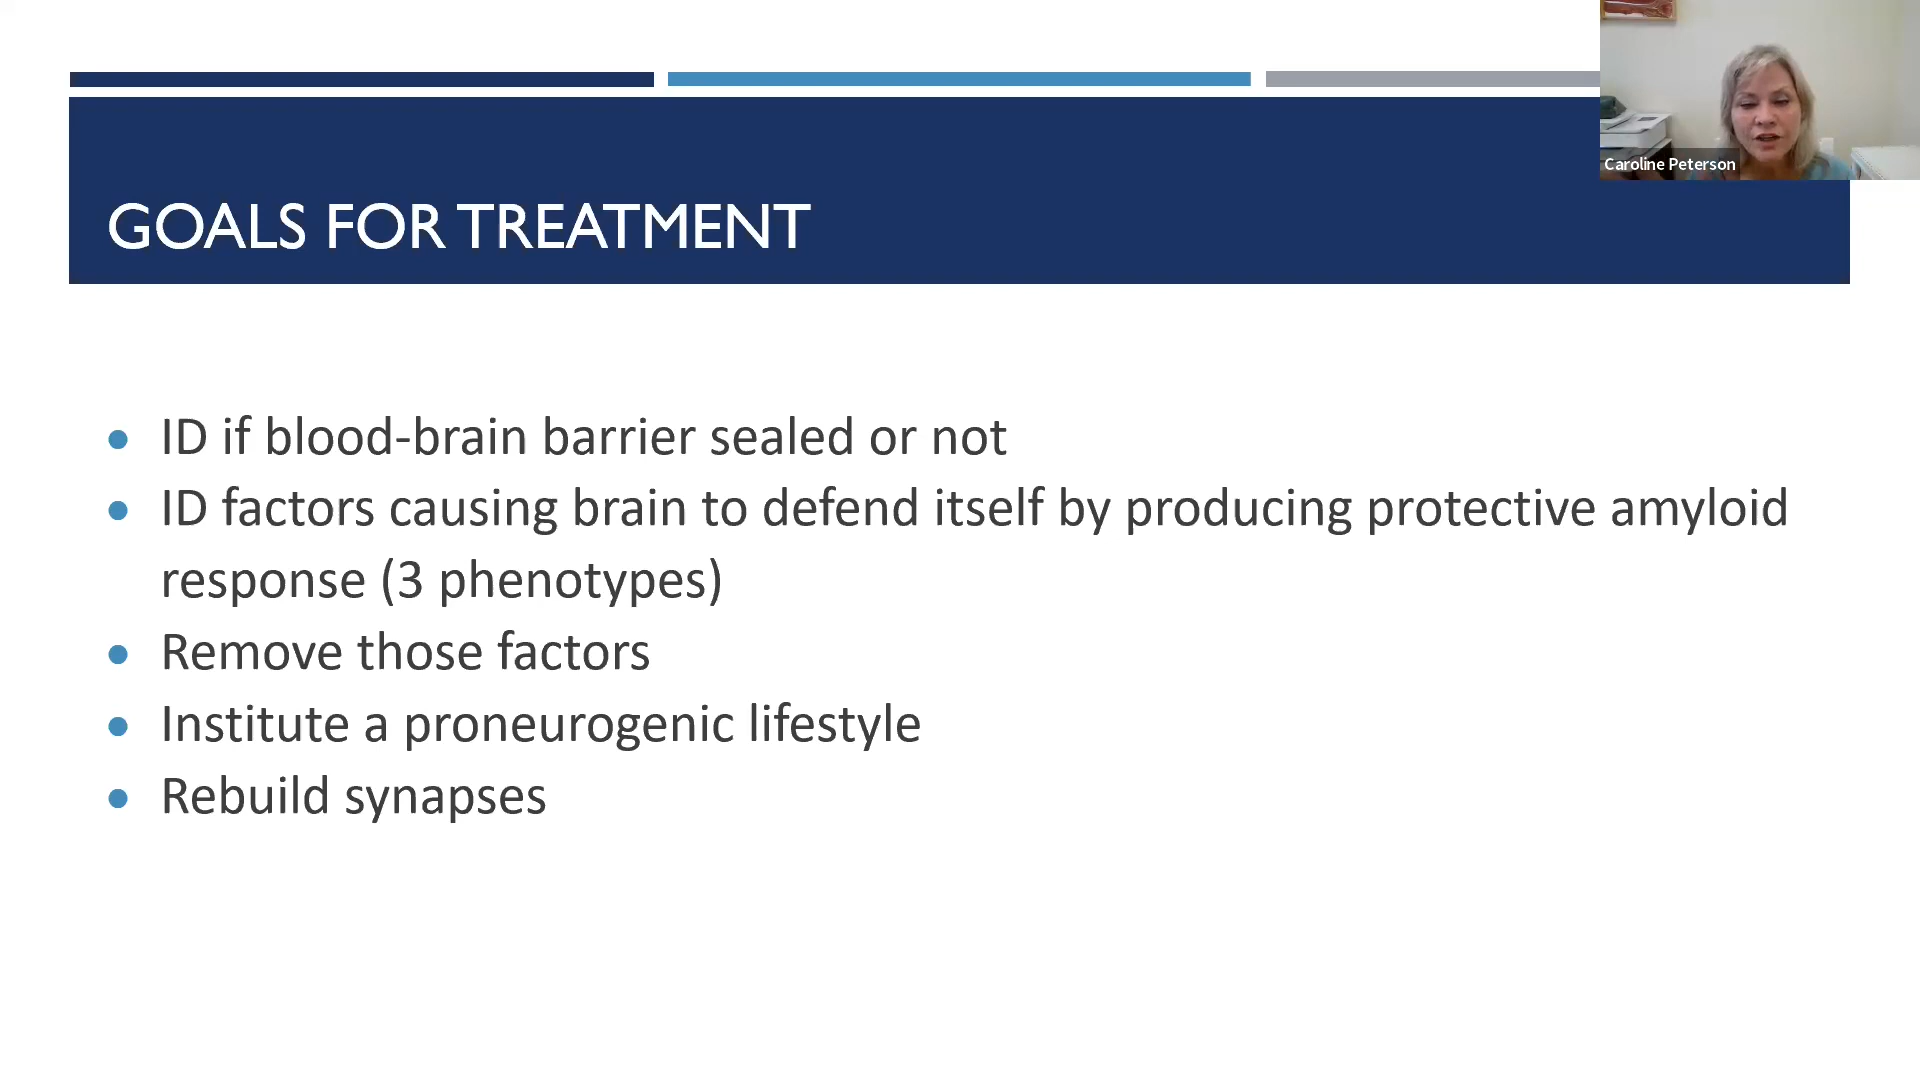 Caroline Peterson
GOALS FOR TREATMENT
• ID if blood-brain barrier sealed or not
• ID factors causing brain to defend itself by producing protective amyloid
response (3 phenotypes)
• Remove those factors
• Institute a proneurogenic lifestyle
• Rebuild synapses